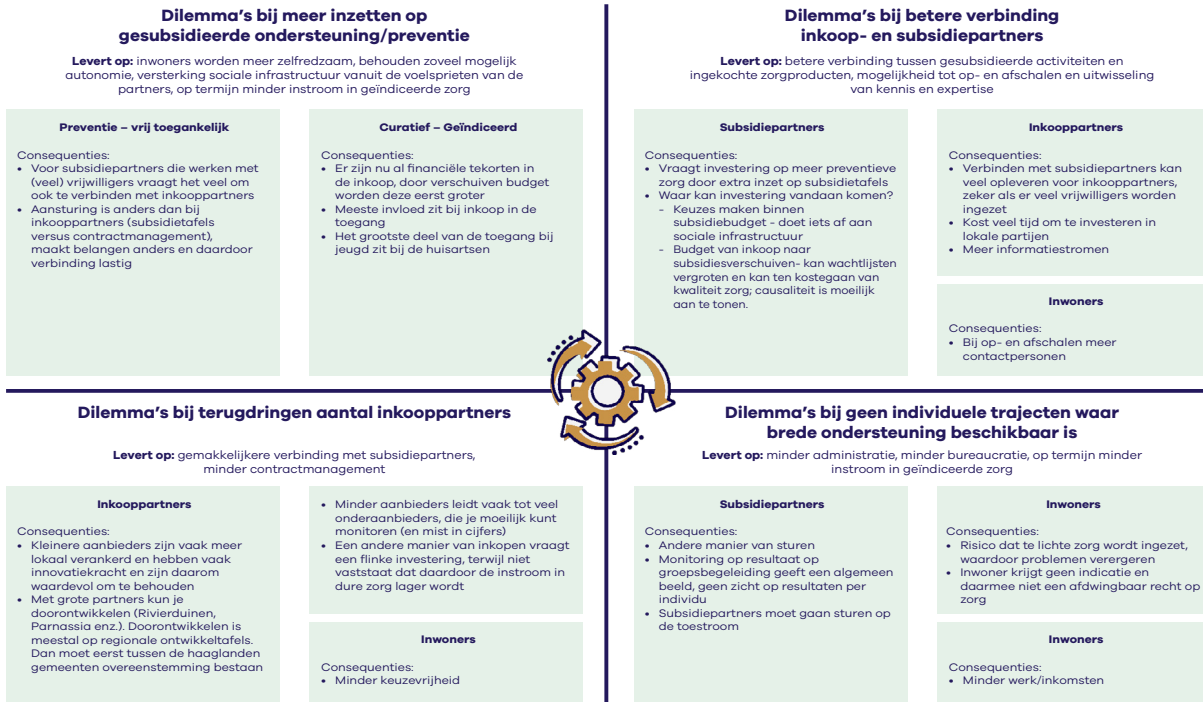 Dilemma’s bij meer inzetten op
gesubsidieerde ondersteuning/preventie
Levert op: inwoners worden meer zelfredzaam, behouden zoveel mogelijk
autonomie, versterking sociale infrastructuur vanuit de voelsprieten van de
partners, op termijn minder instroom in geïndiceerde zorg
Preventie – vrij toegankelijk
Consequenties:
• Voor subsidiepartners die werken met
(veel) vrijwilligers vraagt het veel om
ook te verbinden met inkooppartners
• Aansturing is anders dan bij
inkooppartners (subsidietafels
versus contractmanagement),
maakt belangen anders en daardoor
verbinding lastig
Curatief – Geïndiceerd
Consequenties:
• Er zijn nu al financiële tekorten in
de inkoop, door verschuiven budget
worden deze eerst groter
• Meeste invloed zit bij inkoop in de
toegang
• Het grootste deel van de toegang bij
jeugd zit bij de huisartsen
Dilemma’s bij betere verbinding
inkoop- en subsidiepartners
Levert op: betere verbinding tussen gesubsidieerde activiteiten en
ingekochte zorgproducten, mogelijkheid tot op- en afschalen en uitwisseling
van kennis en expertise
Subsidiepartners
Consequenties:
• Vraagt investering op meer preventieve
zorg door extra inzet op subsidietafels
• Waar kan investering vandaan komen?
- Keuzes maken binnen
subsidiebudget - doet iets af aan
sociale infrastructuur
- Budget van inkoop naar
subsidiesverschuiven- kan wachtlijsten
vergroten en kan ten kostegaan van
kwaliteit zorg; causaliteit is moeilijk
aan te tonen.
Inkooppartners
Consequenties:
• Verbinden met subsidiepartners kan
veel opleveren voor inkooppartners,
zeker als er veel vrijwilligers worden
ingezet
• Kost veel tijd om te investeren in
lokale partijen
• Meer informatiestromen
Inwoners
Consequenties:
• Bij op- en afschalen meer
contactpersonen
Dilemma’s bij terugdringen aantal inkooppartners
Levert op: gemakkelijkere verbinding met subsidiepartners,
minder contractmanagement
Inkooppartners
Consequenties:
• Kleinere aanbieders zijn vaak meer
lokaal verankerd en hebben vaak
innovatiekracht en zijn daarom
waardevol om te behouden
• Met grote partners kun je
doorontwikkelen (Rivierduinen,
Parnassia enz.). Doorontwikkelen is
meestal op regionale ontwikkeltafels.
Dan moet eerst tussen de haaglanden
gemeenten overeenstemming bestaan
• Minder aanbieders leidt vaak tot veel
onderaanbieders, die je moeilijk kunt
monitoren (en mist in cijfers)
• Een andere manier van inkopen vraagt
een flinke investering, terwijl niet
vaststaat dat daardoor de instroom in
dure zorg lager wordt
Inwoners
Consequenties:
• Minder keuzevrijheid
Dilemma’s bij geen individuele trajecten waar
brede ondersteuning beschikbaar is
Levert op: minder administratie, minder bureaucratie, op termijn minder
instroom in geïndiceerde zorg
Subsidiepartners
Consequenties:
• Andere manier van sturen
• Monitoring op resultaat op
groepsbegeleiding geeft een algemeen
beeld, geen zicht op resultaten per
individu
• Subsidiepartners moet gaan sturen op
de toestroom
Inwoners
Consequenties:
• Risico dat te lichte zorg wordt ingezet,
waardoor problemen verergeren
• Inwoner krijgt geen indicatie en
daarmee niet een afdwingbaar recht op
zorg
Inwoners
Consequenties:
• Minder werk/inkomsten